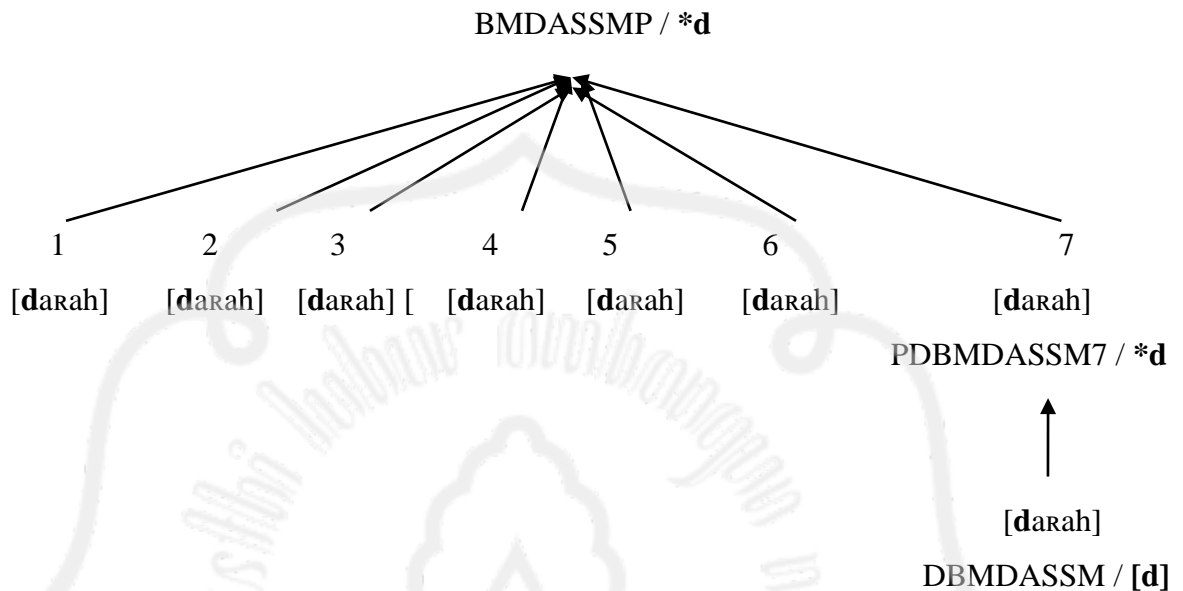 BMDASSMP / *d
1 2 3 4 5 6 7
[daʀah] [daʀah] [daʀah] [ [daʀah] [daʀah] [daʀah] [daʀah]
PDBMDASSM7 / *d
[daʀah]
DBMDASSM / [d]